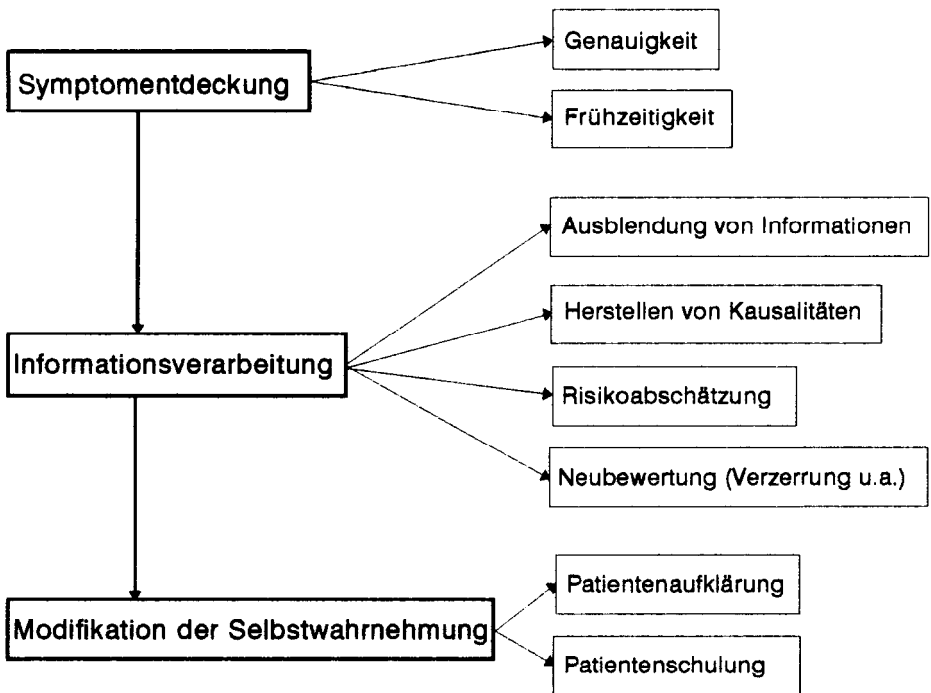 Symptomentdeckung
Genauigkeit
Frühzeitigkeit
Informationsverarbeitung
Ausblendung von Informationen
Herstellen von Kausalitäten
Risikoabschätzung
Neubewertung (Verzerrung u.a.)
Modifikation der Selbstwahrnehmung
Patientenaufklärung
Patientenschulung